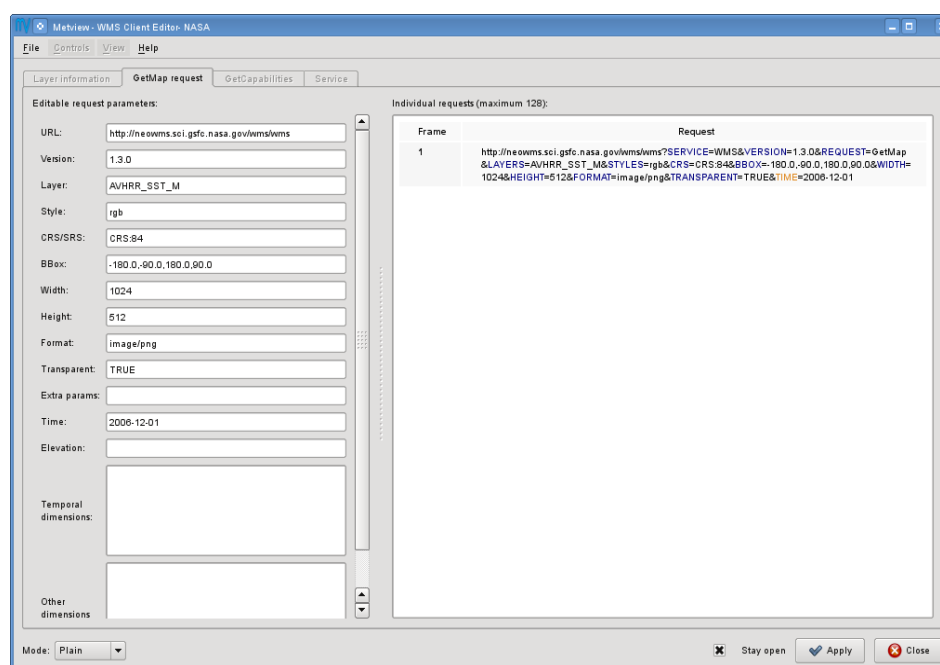 Metview - WMS Client Editor- NASA
File Controls View Help
Layer information GetMap request GetCapabilities Service
Editable request parameters:
URL: http://neowms.sci.gsfc.nasa.gov/wms/wms
Version: 1.3.0
Layer: AVHRR_SST_M
Style: rgb
CRS/SRS: CRS:84
BBox: -180.0,-90.0,180.0,90.0
Width: 1024
Height: 512
Format: image/png
Transparent: TRUE
Extra params:
Time: 2006-12-01
Elevation:
Temporal
dimensions:
Other
dimensions
Individual requests (maximum 128):
Frame Request
1 http://neowms.sci.gsfc.nasa.gov/wms/wms?SERVICE=WMS&VERSION=1.3.0&REQUEST=GetMap
&LAYERS=AVHRR_SST_M&STYLES=rgb&CRS=CRS:84&BBOX=-180.0,-90.0,180.0,90.0&WIDTH=
1024&HEIGHT=512&FORMAT=image/png&TRANSPARENT=TRUE&TIME=2006-12-01
Mode: Plain Stay open Apply Close